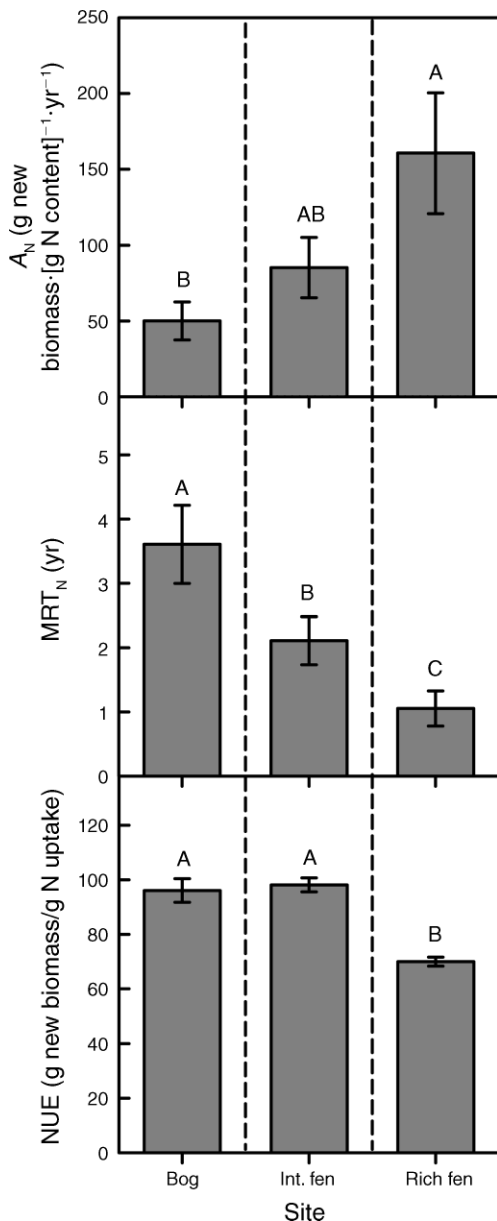 A_N (g new
biomass·[g N content]⁻¹·yr⁻¹)
250
200
150
100
50
0
B
AB
A
MRT_N (yr)
5
4
3
2
1
0
A
B
C
NUE (g new biomass/g N uptake)
120
100
80
60
40
20
0
A
A
B
Bog
Int. fen
Rich fen
Site